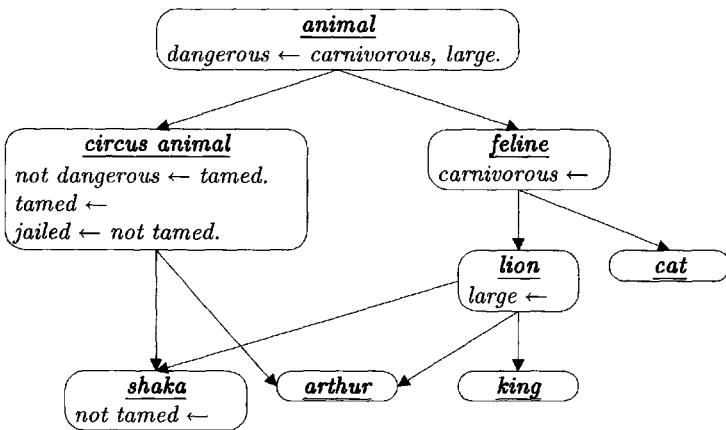 animal
dangerous ← carnivorous, large.
circus animal
not dangerous ← tamed.
tamed ←
jailed ← not tamed.
feline
carnivorous ←
lion
large ←
cat
shaka
not tamed ←
arthur
king